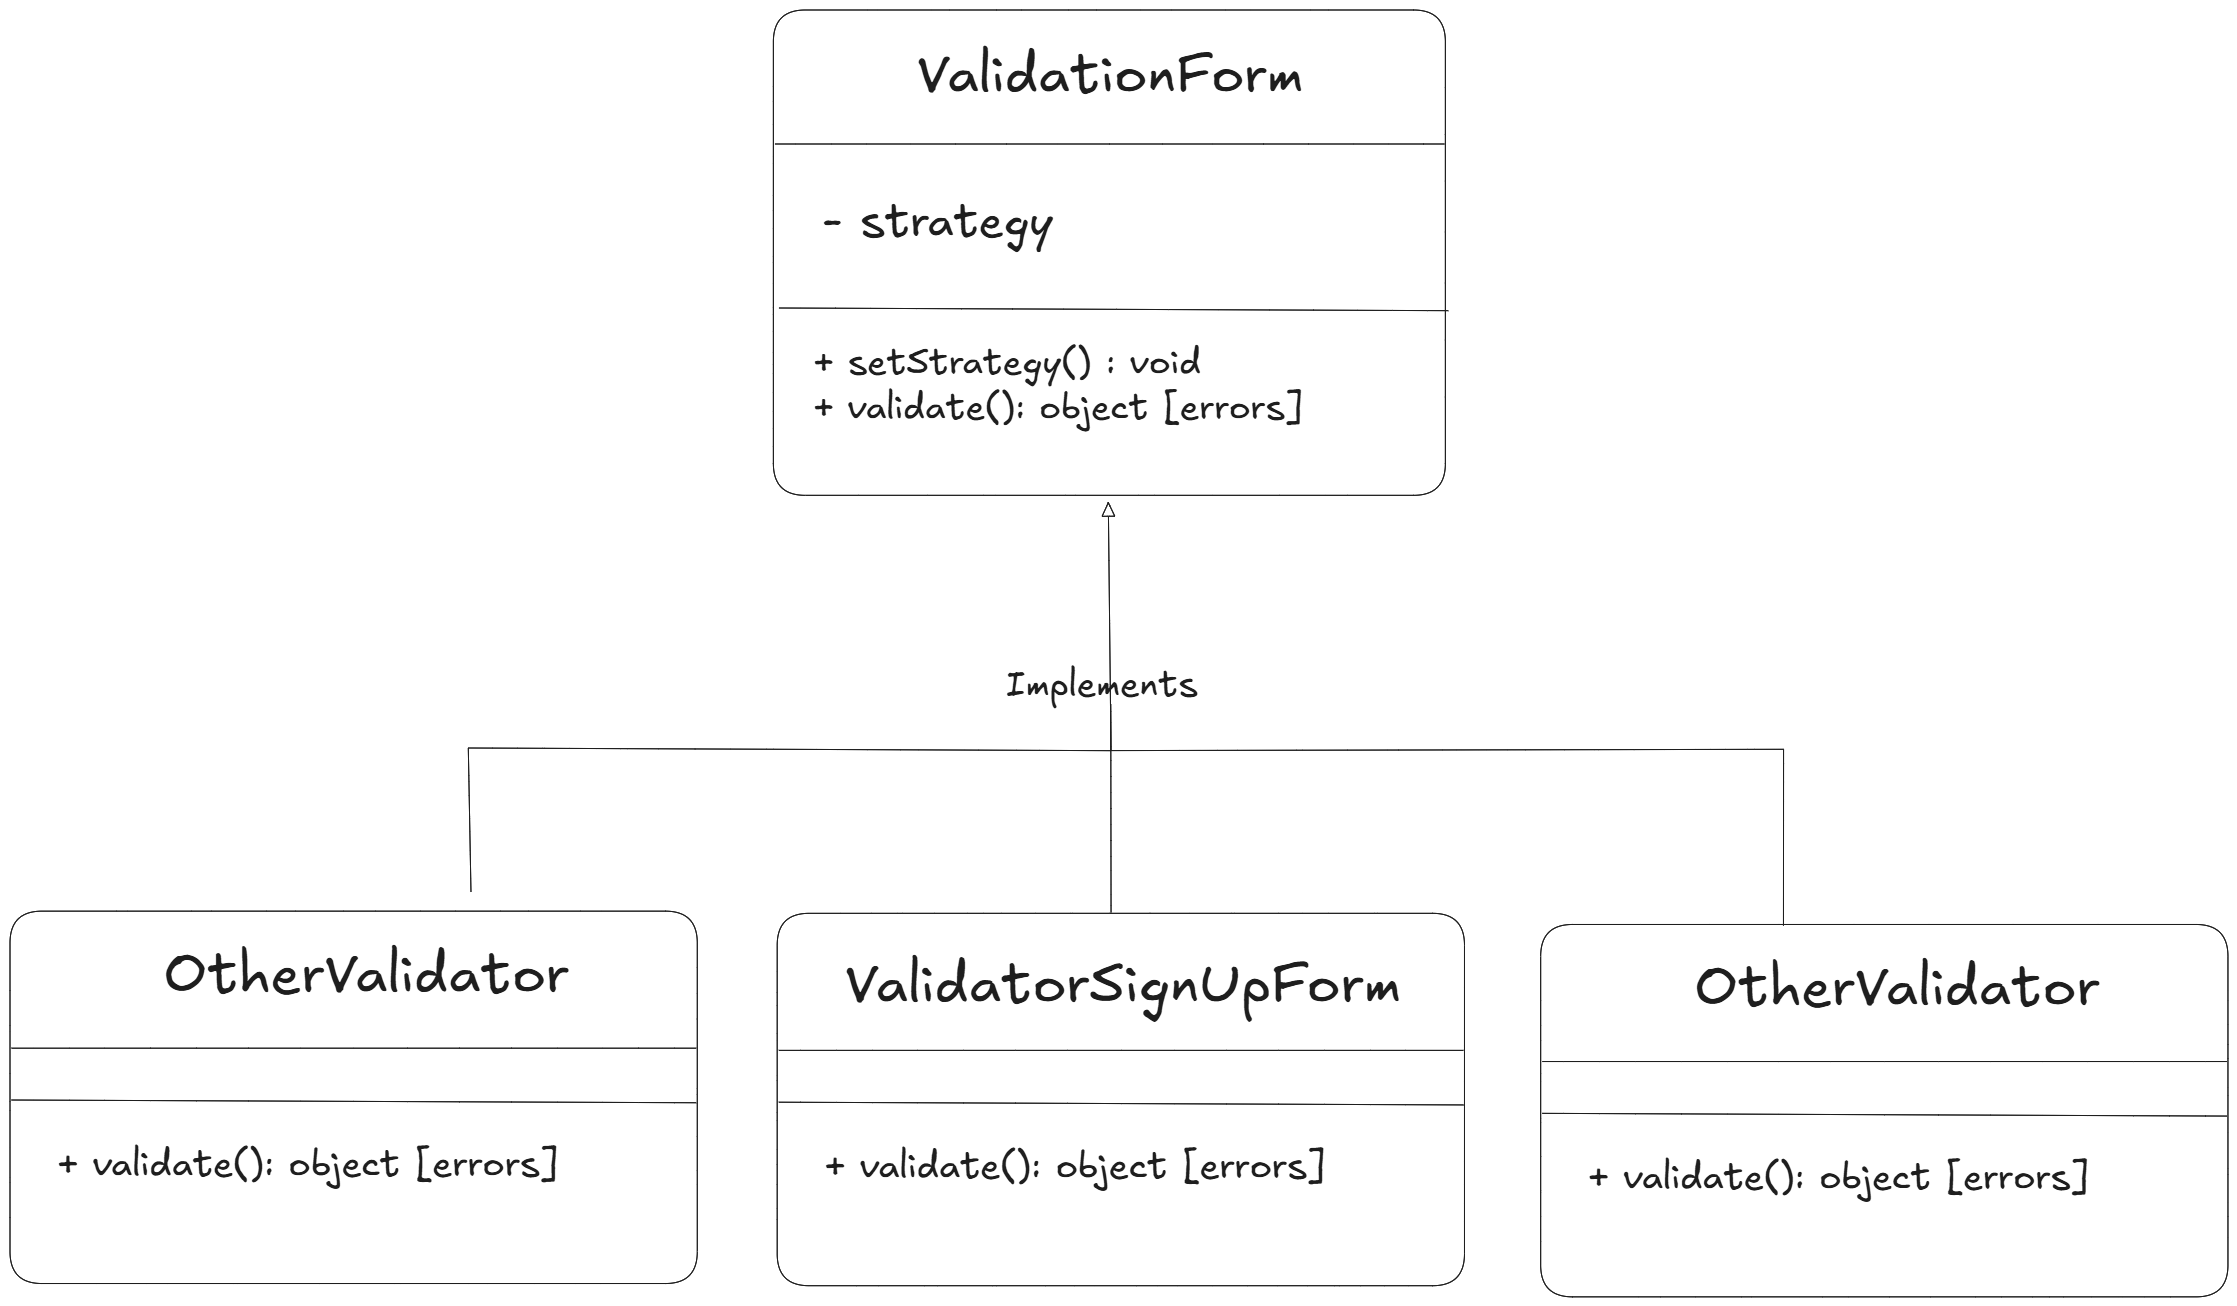 ValidationForm
- strategy
+ setStrategy() : void
+ validate(): object [errors]
Implements
OtherValidator
+ validate(): object [errors]
ValidatorSignUpForm
+ validate(): object [errors]
OtherValidator
+ validate(): object [errors]